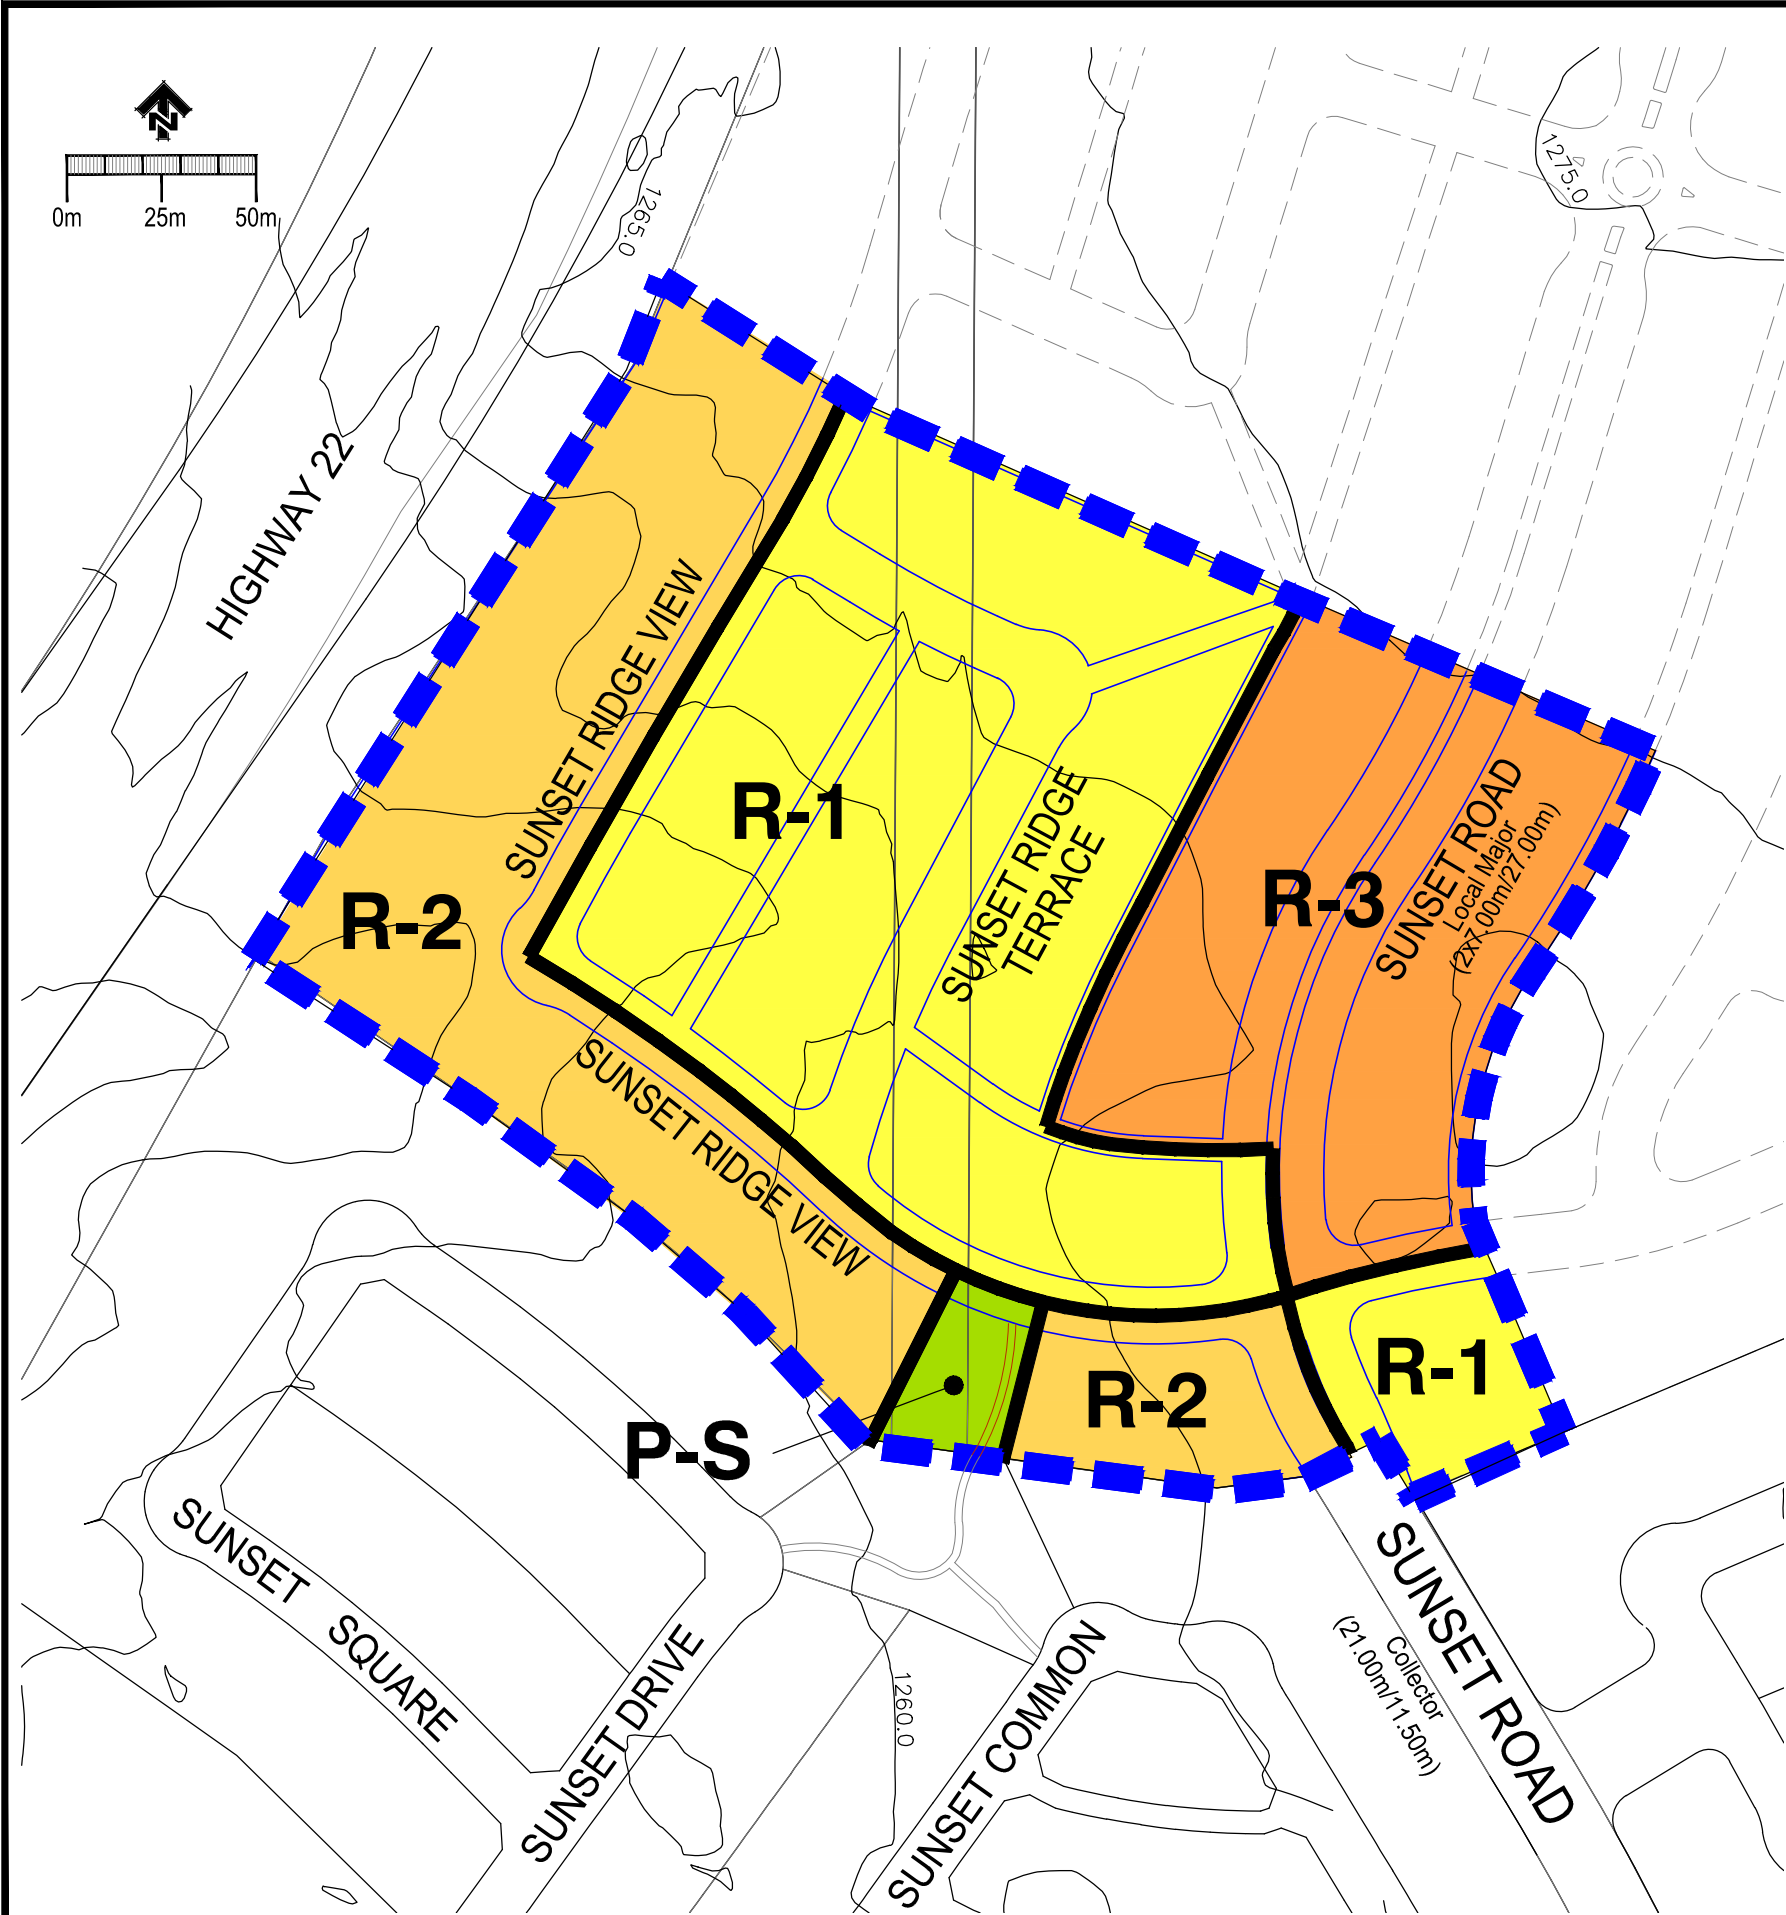 N
0m 25m 50m
1265.0
1275.0
HIGHWAY 22
SUNSET RIDGE VIEW
R-1
SUNSET RIDGE
TERRACE
R-3
SUNSET ROAD
Local Major
(2x7.00m/27.00m)
R-2
SUNSET RIDGE VIEW
R-1
R-2
P-S
SUNSET SQUARE
SUNSET DRIVE
1260.0
SUNSET COMMON
SUNSET ROAD
Collector
(21.00m/11.50m)